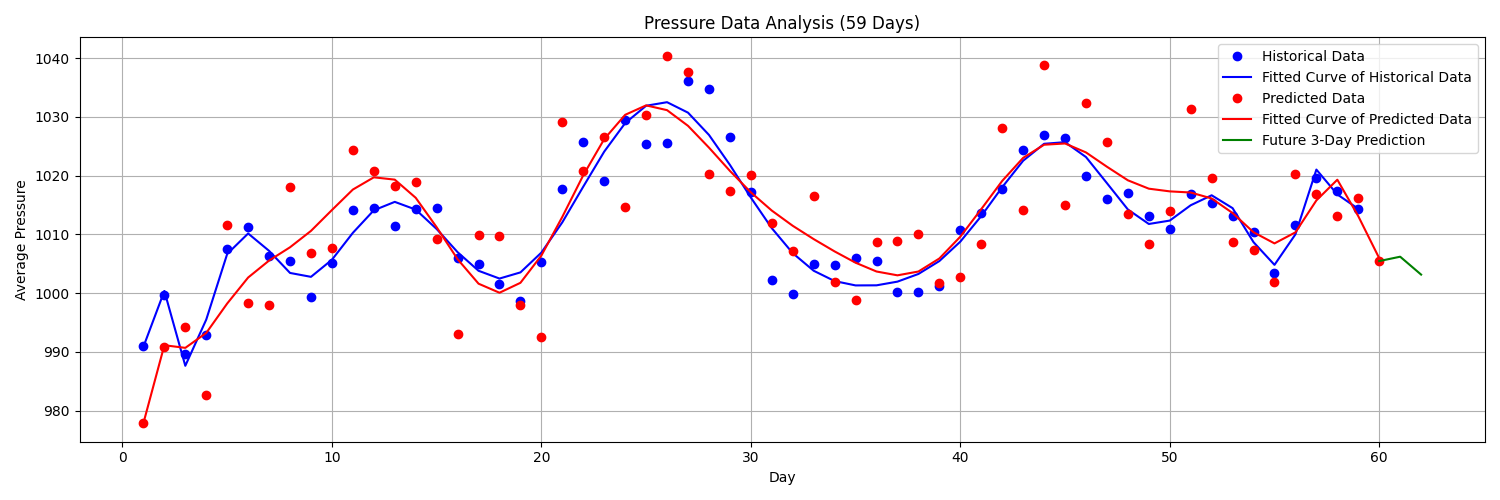 Pressure Data Analysis (59 Days)
Historical Data
Fitted Curve of Historical Data
Predicted Data
Fitted Curve of Predicted Data
Future 3-Day Prediction
Average Pressure
1040
1030
1020
1010
1000
990
980
0 10 20 30 40 50 60
Day